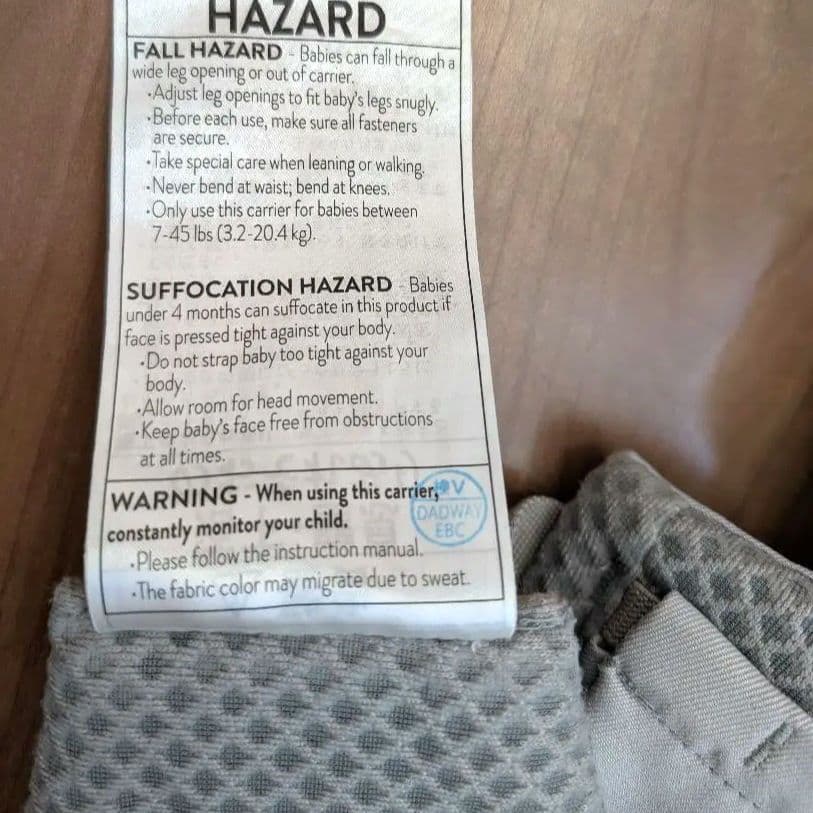 HAZARD
FALL HAZARD - Babies can fall through a
wide leg opening or out of carrier.
·Adjust leg openings to fit baby's legs snugly.
·Before each use, make sure all fasteners
are secure.
·Take special care when leaning or walking.
·Never bend at waist; bend at knees.
·Only use this carrier for babies between
7-45 lbs (3.2-20.4 kg).
SUFFOCATION HAZARD - Babies
under 4 months can suffocate in this product if
face is pressed tight against your body.
·Do not strap baby too tight against your
body.
·Allow room for head movement.
·Keep baby's face free from obstructions
at all times.
WARNING - When using this carrier,
constantly monitor your child.
·Please follow the instruction manual.
·The fabric color may migrate due to sweat.
DADWAY
EBC